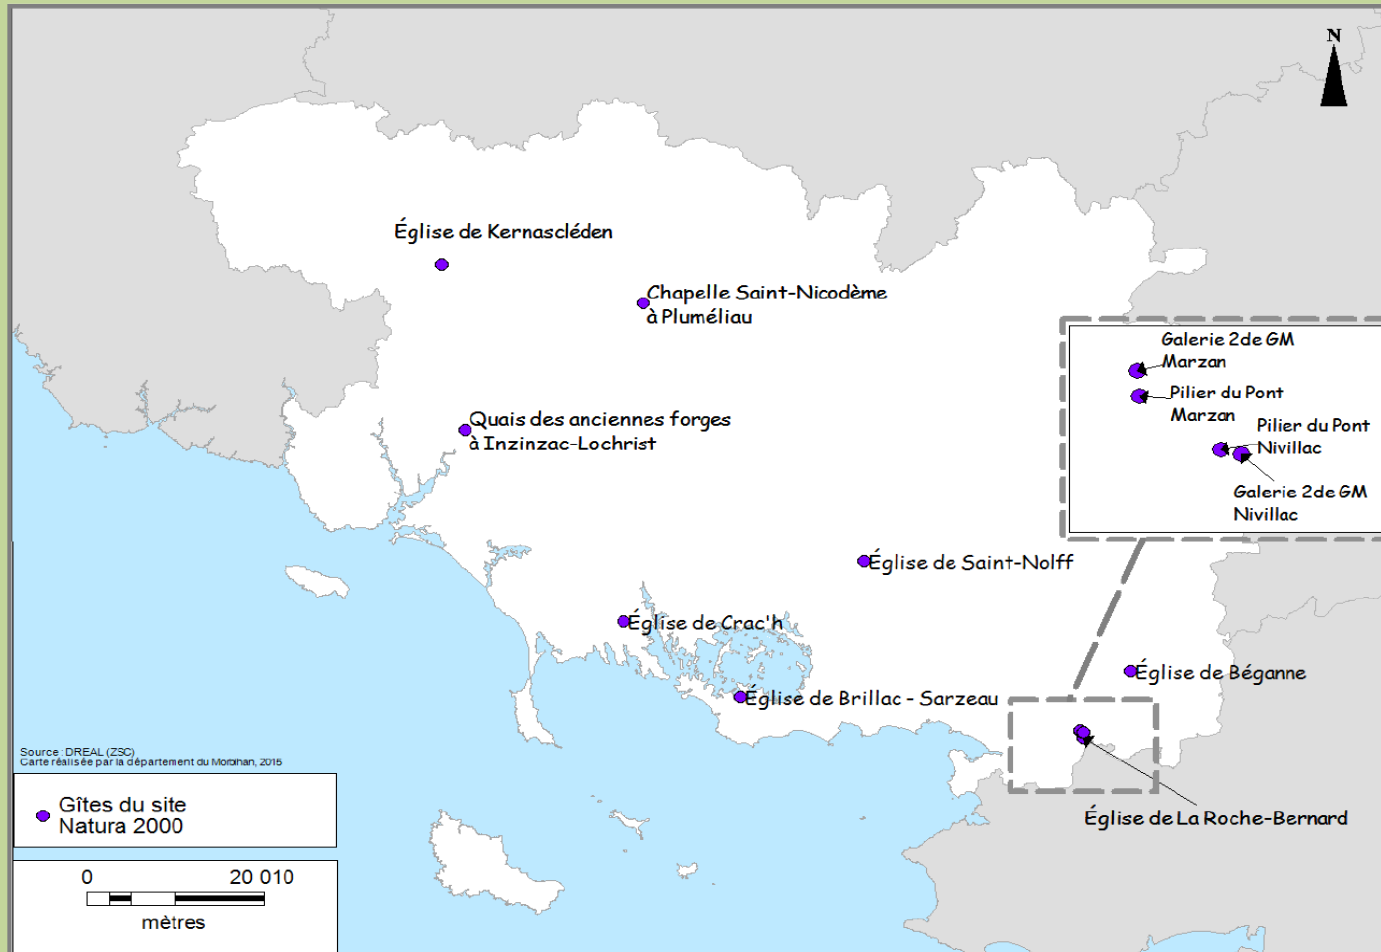 N
Église de Kernascléden
Chapelle Saint-Nicodème
à Pluméliau
Galerie 2de GM
Marzan
Pilier du Pont
Marzan
Pilier du Pont
Nivillac
Galerie 2de GM
Nivillac
Quais des anciennes forges
à Inzinzac-Lochrist
Église de Saint-Nolff
Église de Crac'h
Église de Béganne
Église de Brillac - Sarzeau
Église de La Roche-Bernard
Source : DREAL (ZSC)
Carte réalisée par la département du Morbihan, 2015
Gîtes du site
Natura 2000
0 20 010
mètres